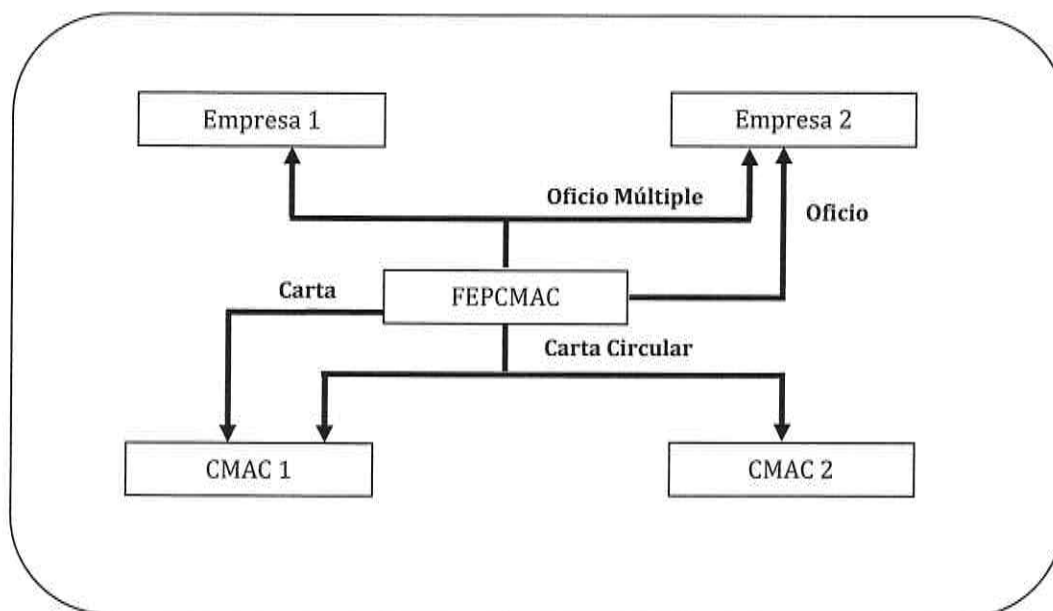 Empresa 1
Empresa 2
Oficio Múltiple
Oficio
Carta
FEPCMAC
Carta Circular
CMAC 1
CMAC 2